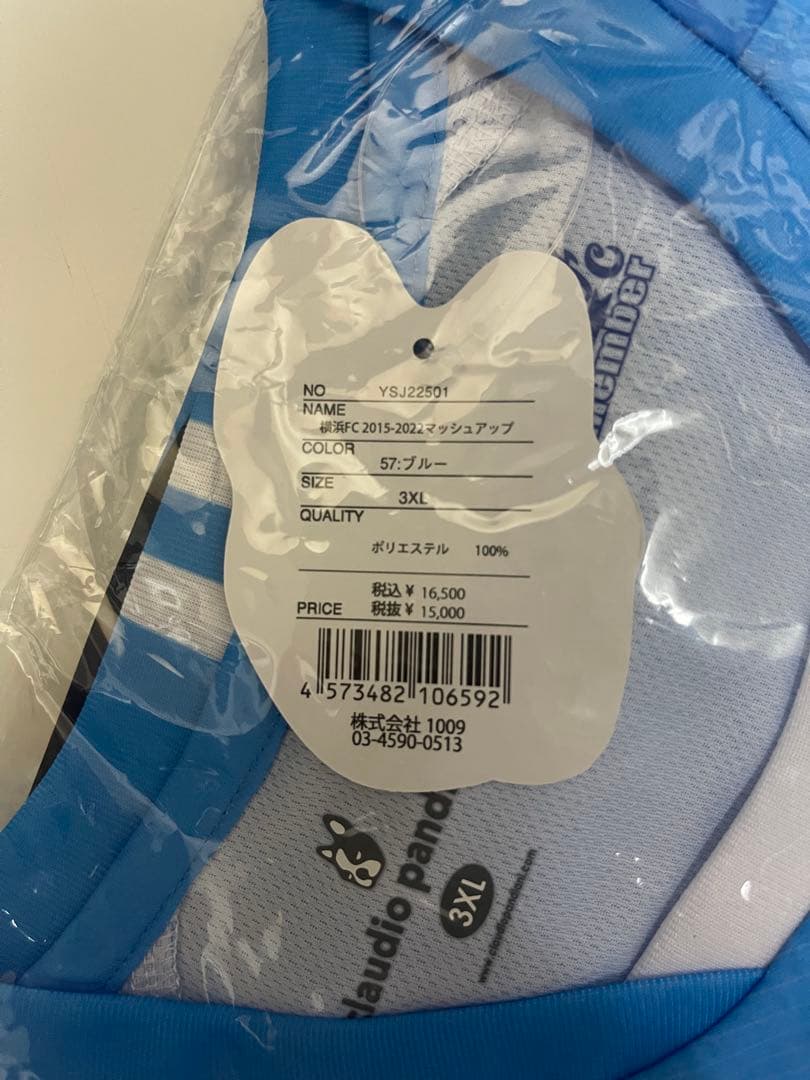 NO YSJ22501
NAME
横浜FC 2015-2022マッシュアップ
COLOR
57:ブルー
SIZE
3XL
QUALITY
ポリエステル 100%
税込¥ 16,500
PRICE 税抜¥ 15,000
4 573482 106592
株式会社 1009
03-4590-0513
member
claudio pando
3XL